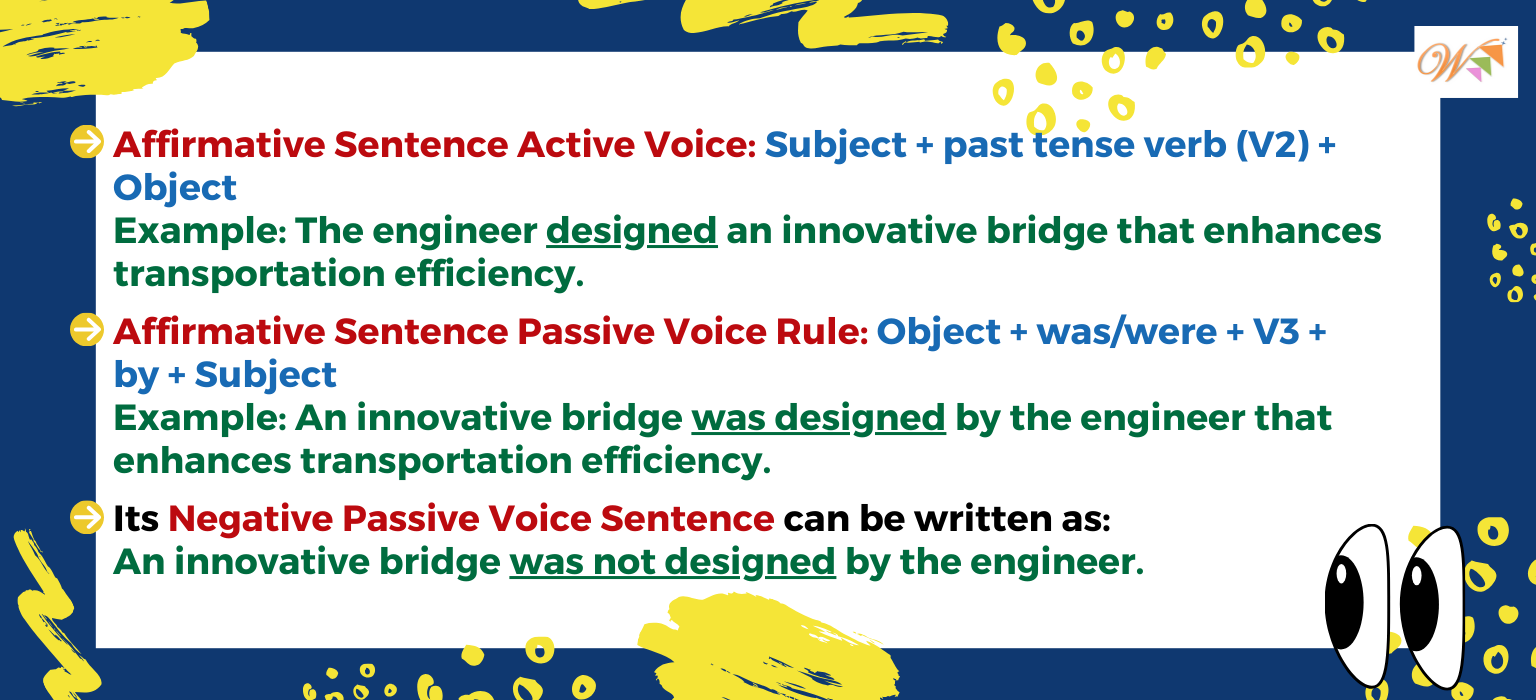 Affirmative Sentence Active Voice: Subject + past tense verb (V2) +
Object
Example: The engineer designed an innovative bridge that enhances
transportation efficiency.
Affirmative Sentence Passive Voice Rule: Object + was/were + V3 +
by + Subject
Example: An innovative bridge was designed by the engineer that
enhances transportation efficiency.
Its Negative Passive Voice Sentence can be written as:
An innovative bridge was not designed by the engineer.
W